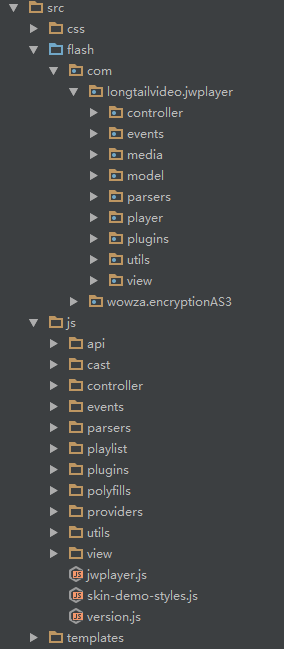 src
css
flash
com
longtailvideo.jwplayer
controller
events
media
model
parsers
player
plugins
utils
view
wowza.encryptionAS3
js
api
cast
controller
events
parsers
playlist
plugins
polyfills
providers
utils
view
jwplayer.js
skin-demo-styles.js
version.js
templates